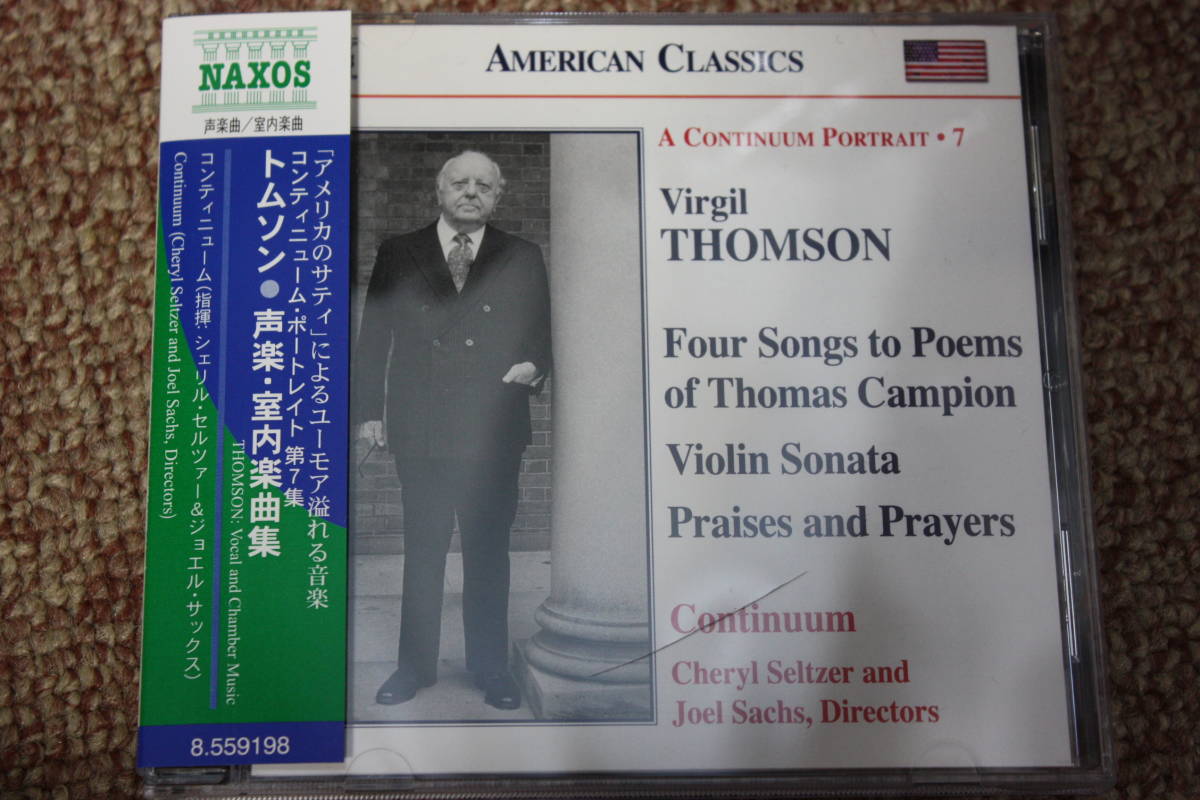 NAXOS
声楽曲/室内楽曲
「アメリカのサティ」によるユーモア溢れる音楽
コンティニューム・ポートレイト 第7集
トムソン●声楽・室内楽曲集
THOMSON: Vocal and Chamber Music
コンティニューム(指揮:シェリル・セルツァー&ジョエル・サックス)
Continuum (Cheryl Seltzer and Joel Sachs, Directors)
8.559198
AMERICAN CLASSICS
A CONTINUUM PORTRAIT • 7
Virgil
THOMSON
Four Songs to Poems
of Thomas Campion
Violin Sonata
Praises and Prayers
Continuum
Cheryl Seltzer and
Joel Sachs, Directors